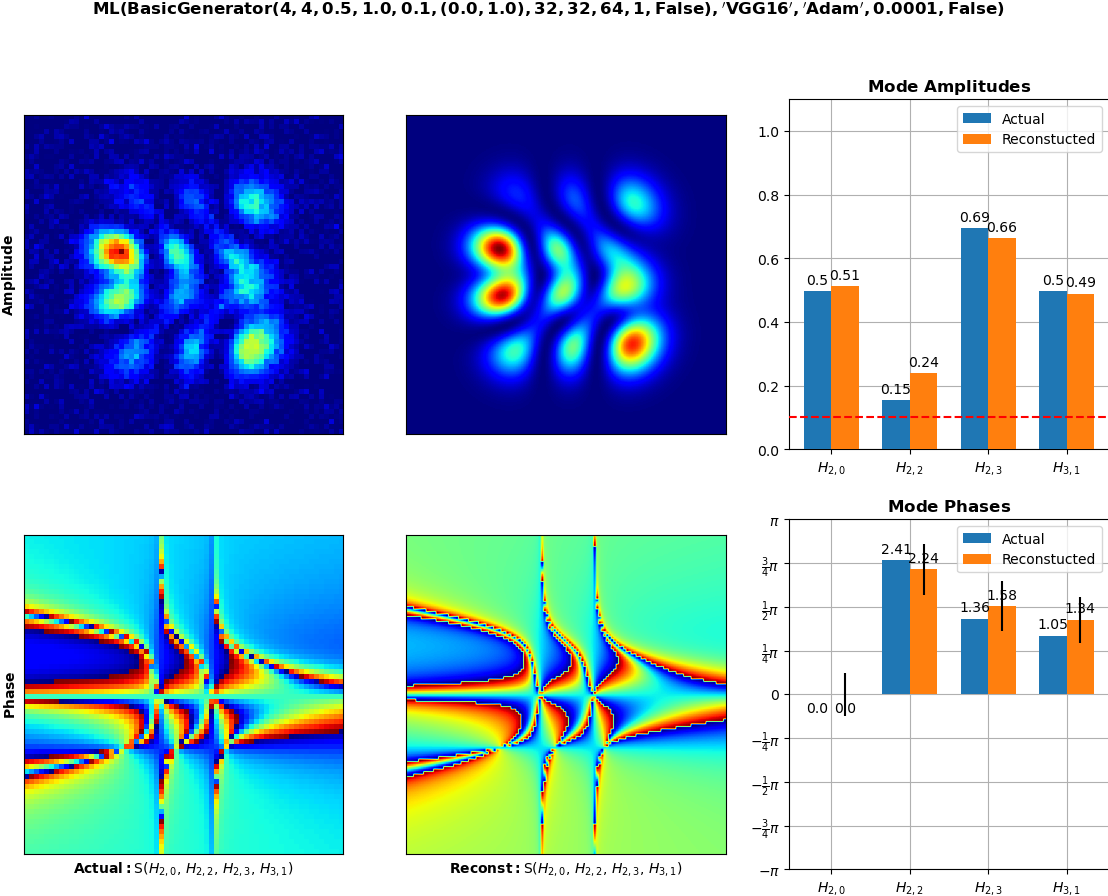 ML(BasicGenerator(4, 4, 0.5, 1.0, 0.1, (0.0, 1.0), 32, 32, 64, 1, False), ′VGG16′, ′Adam′, 0.0001, False)
Amplitude
Mode Amplitudes
Actual
Reconstucted
1.0
0.8
0.6
0.4
0.2
0.0
0.5 0.51
0.15 0.24
0.69 0.66
0.5 0.49
H2,0 H2,2 H2,3 H3,1
Phase
Mode Phases
Actual
Reconstucted
π
3/4π
1/2π
1/4π
0
−1/4π
−1/2π
−3/4π
−π
0.0 0.0
2.41 2.24
1.36 1.58
1.05 1.34
H2,0 H2,2 H2,3 H3,1
Actual: S(H2,0, H2,2, H2,3, H3,1)
Reconst: S(H2,0, H2,2, H2,3, H3,1)